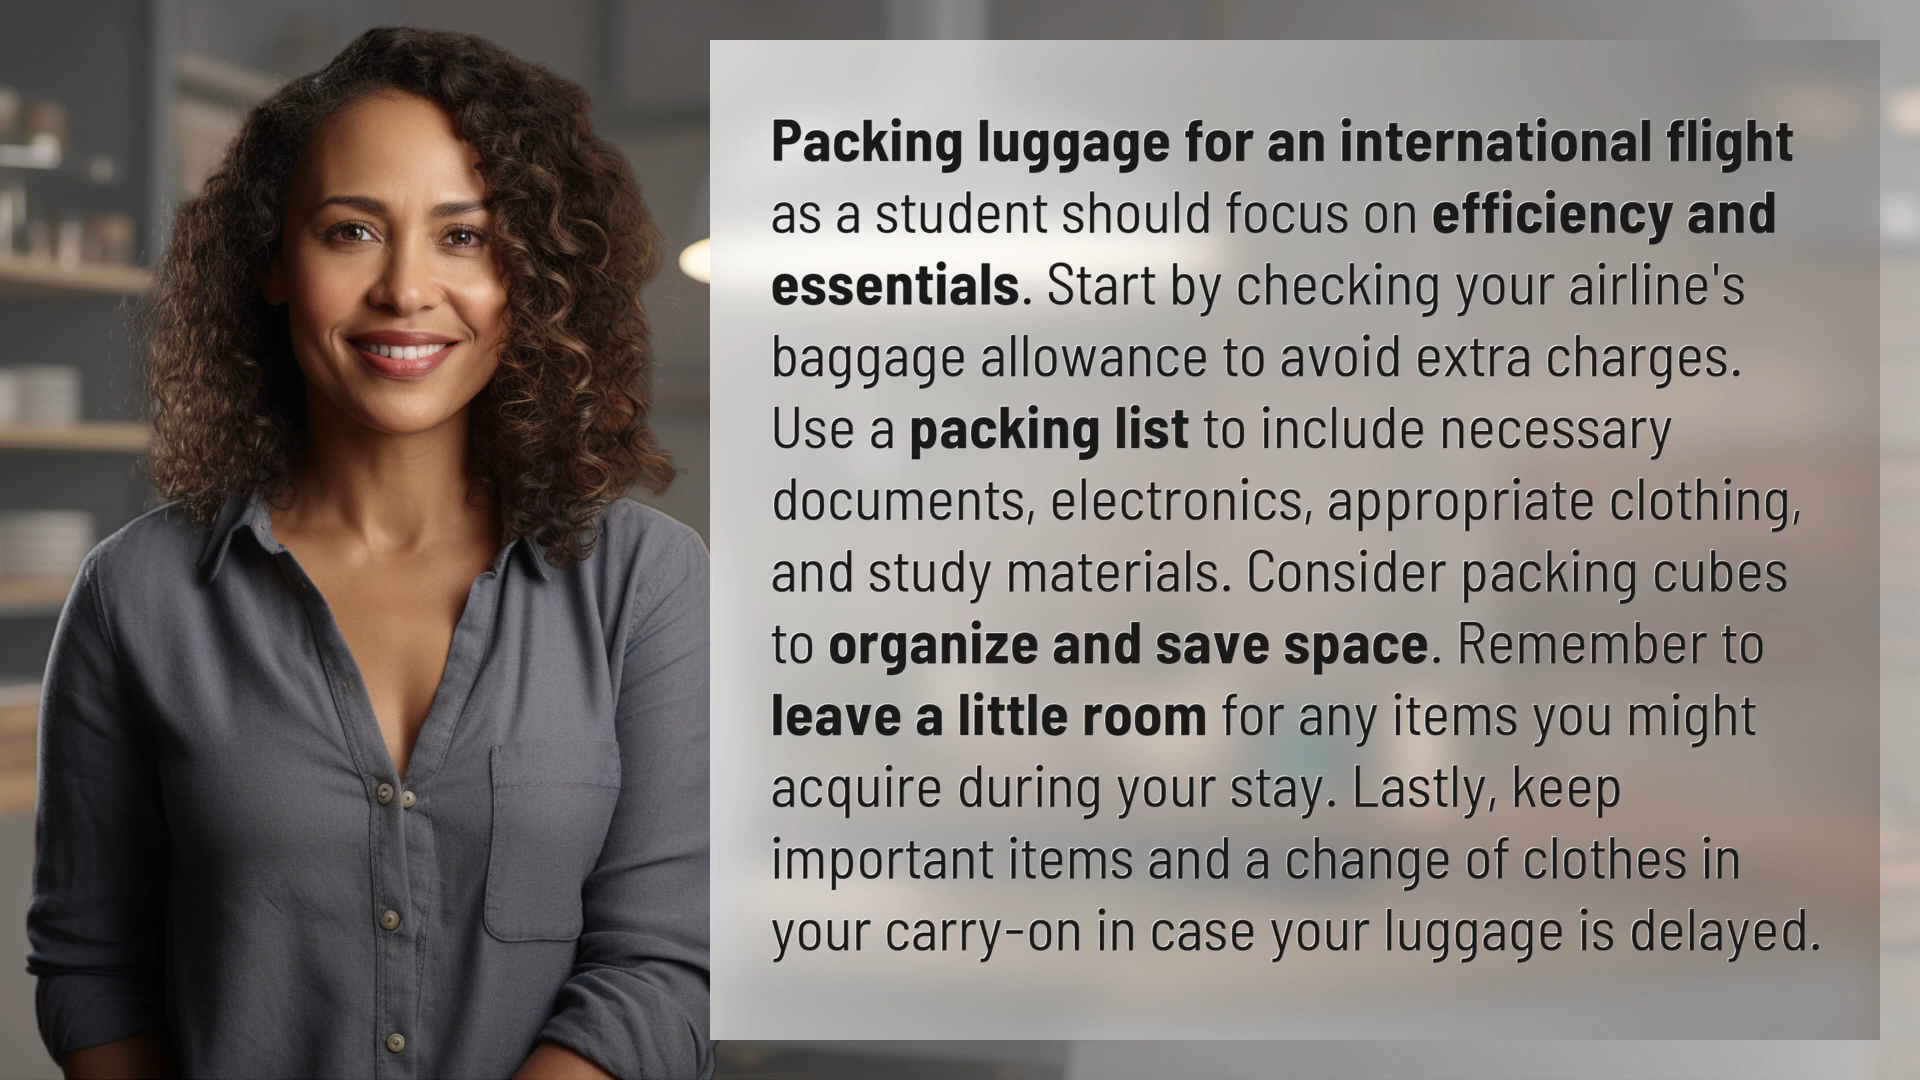 Packing luggage for an international flight
as a student should focus on efficiency and
essentials. Start by checking your airline's
baggage allowance to avoid extra charges.
Use a packing list to include necessary
documents, electronics, appropriate clothing,
and study materials. Consider packing cubes
to organize and save space. Remember to
leave a little room for any items you might
acquire during your stay. Lastly, keep
important items and a change of clothes in
your carry-on in case your luggage is delayed.